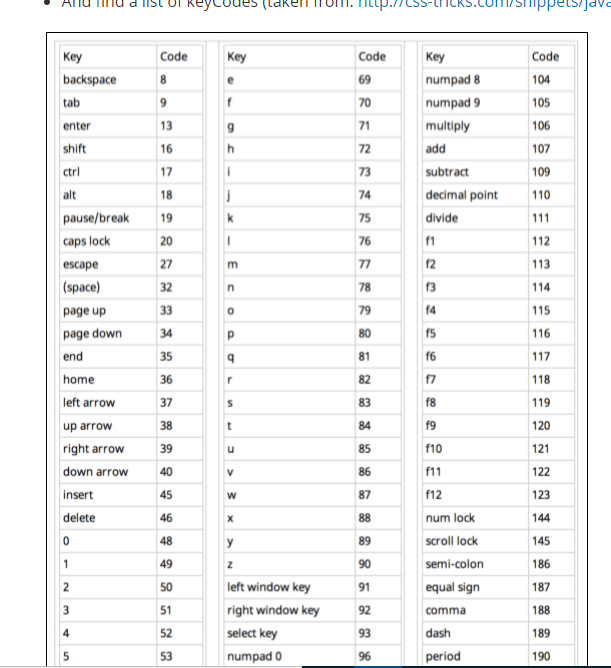 And find a list of keyCodes (taken from: http://css-tricks.com/snippets/java
Key Code Key Code Key Code
backspace 8 e 69 numpad 8 104
tab 9 f 70 numpad 9 105
enter 13 g 71 multiply 106
shift 16 h 72 add 107
ctrl 17 i 73 subtract 109
alt 18 j 74 decimal point 110
pause/break 19 k 75 divide 111
caps lock 20 l 76 f1 112
escape 27 m 77 f2 113
(space) 32 n 78 f3 114
page up 33 o 79 f4 115
page down 34 p 80 f5 116
end 35 q 81 f6 117
home 36 r 82 f7 118
left arrow 37 s 83 f8 119
up arrow 38 t 84 f9 120
right arrow 39 u 85 f10 121
down arrow 40 v 86 f11 122
insert 45 w 87 f12 123
delete 46 x 88 num lock 144
0 48 y 89 scroll lock 145
1 49 z 90 semi-colon 186
2 50 left window key 91 equal sign 187
3 51 right window key 92 comma 188
4 52 select key 93 dash 189
5 53 numpad 0 96 period 190